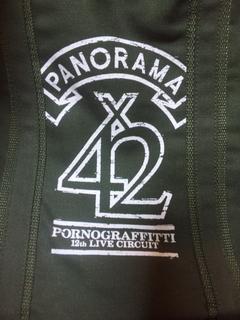 PANORAMA
X
42
PORNOGRAFFITTI
12th LIVE CIRCUIT